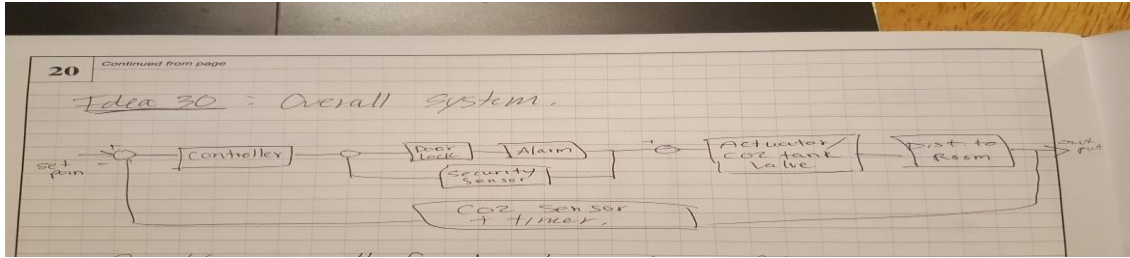 20
Continued from page
Idea 30 : Overall system.
set
poin
+
-
Controller
Door
Lock
Alarm
Security
Sensor
+
Actuator/
CO2 tank
Valve
Dist. to
Room
out
put
CO2 Sensor
+ timer.